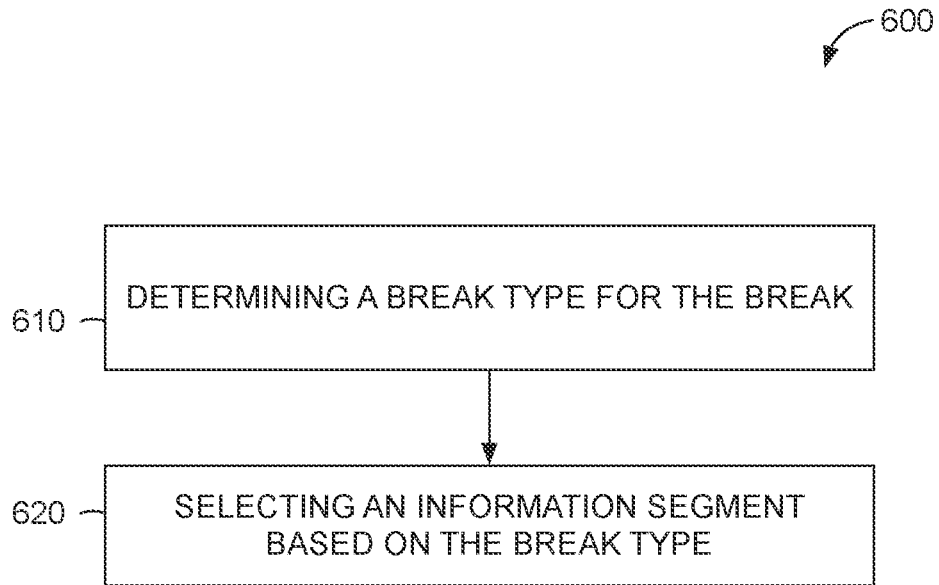 600
DETERMINING A BREAK TYPE FOR THE BREAK
610
620
SELECTING AN INFORMATION SEGMENT
BASED ON THE BREAK TYPE